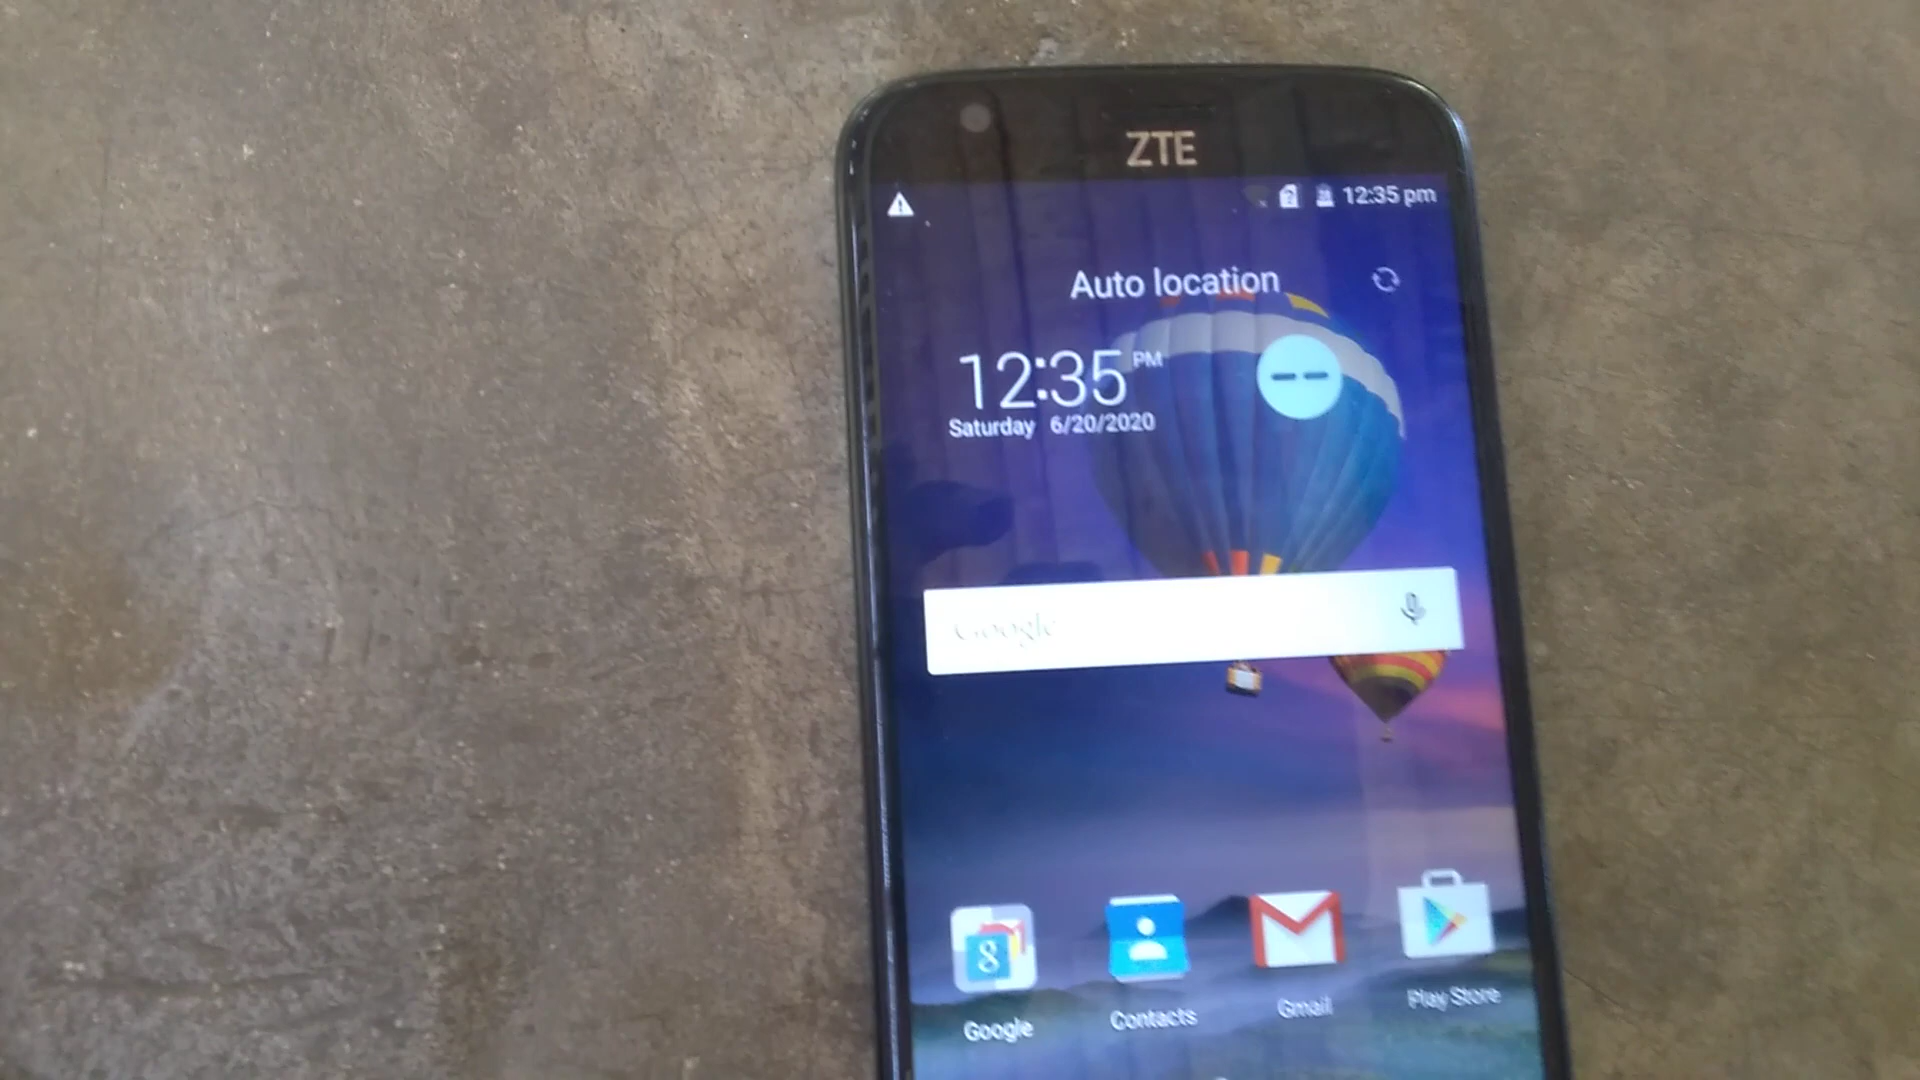 ZTE
12:35 pm
Auto location
12:35 PM
Saturday 6/20/2020
Google
Google
Contacts
Gmail
Play Store